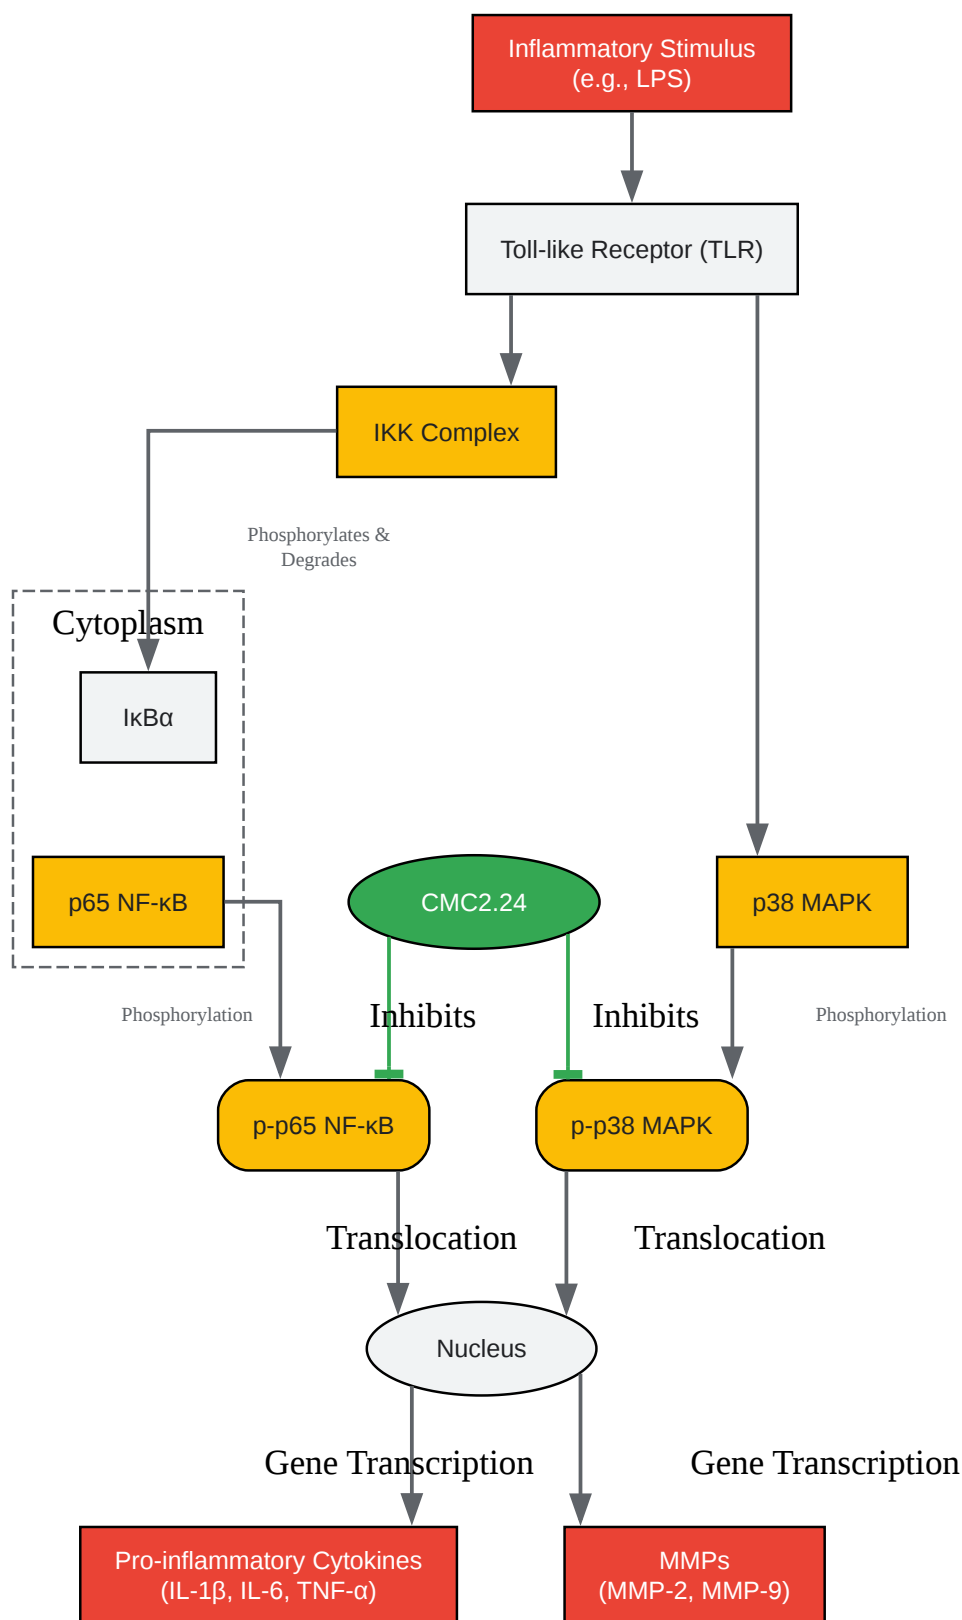 Inflammatory Stimulus
(e.g., LPS)
Toll-like Receptor (TLR)
IKK Complex
Phosphorylates &
Degrades
Cytoplasm
IκBα
p65 NF-κB
CMC2.24
p38 MAPK
Phosphorylation
Inhibits
Inhibits
Phosphorylation
p-p65 NF-κB
p-p38 MAPK
Translocation
Translocation
Nucleus
Gene Transcription
Gene Transcription
Pro-inflammatory Cytokines
(IL-1β, IL-6, TNF-α)
MMPs
(MMP-2, MMP-9)